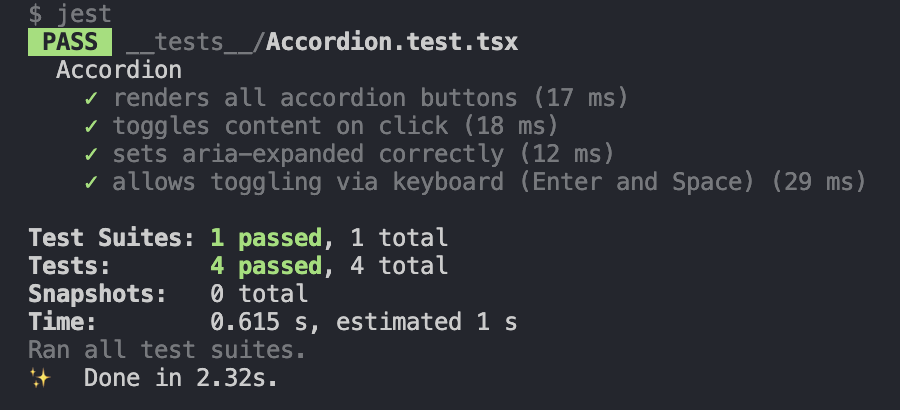 $ jest
PASS __tests__/Accordion.test.tsx
Accordion
✓ renders all accordion buttons (17 ms)
✓ toggles content on click (18 ms)
✓ sets aria-expanded correctly (12 ms)
✓ allows toggling via keyboard (Enter and Space) (29 ms)
Test Suites: 1 passed, 1 total
Tests: 4 passed, 4 total
Snapshots: 0 total
Time: 0.615 s, estimated 1 s
Ran all test suites.
✨ Done in 2.32s.